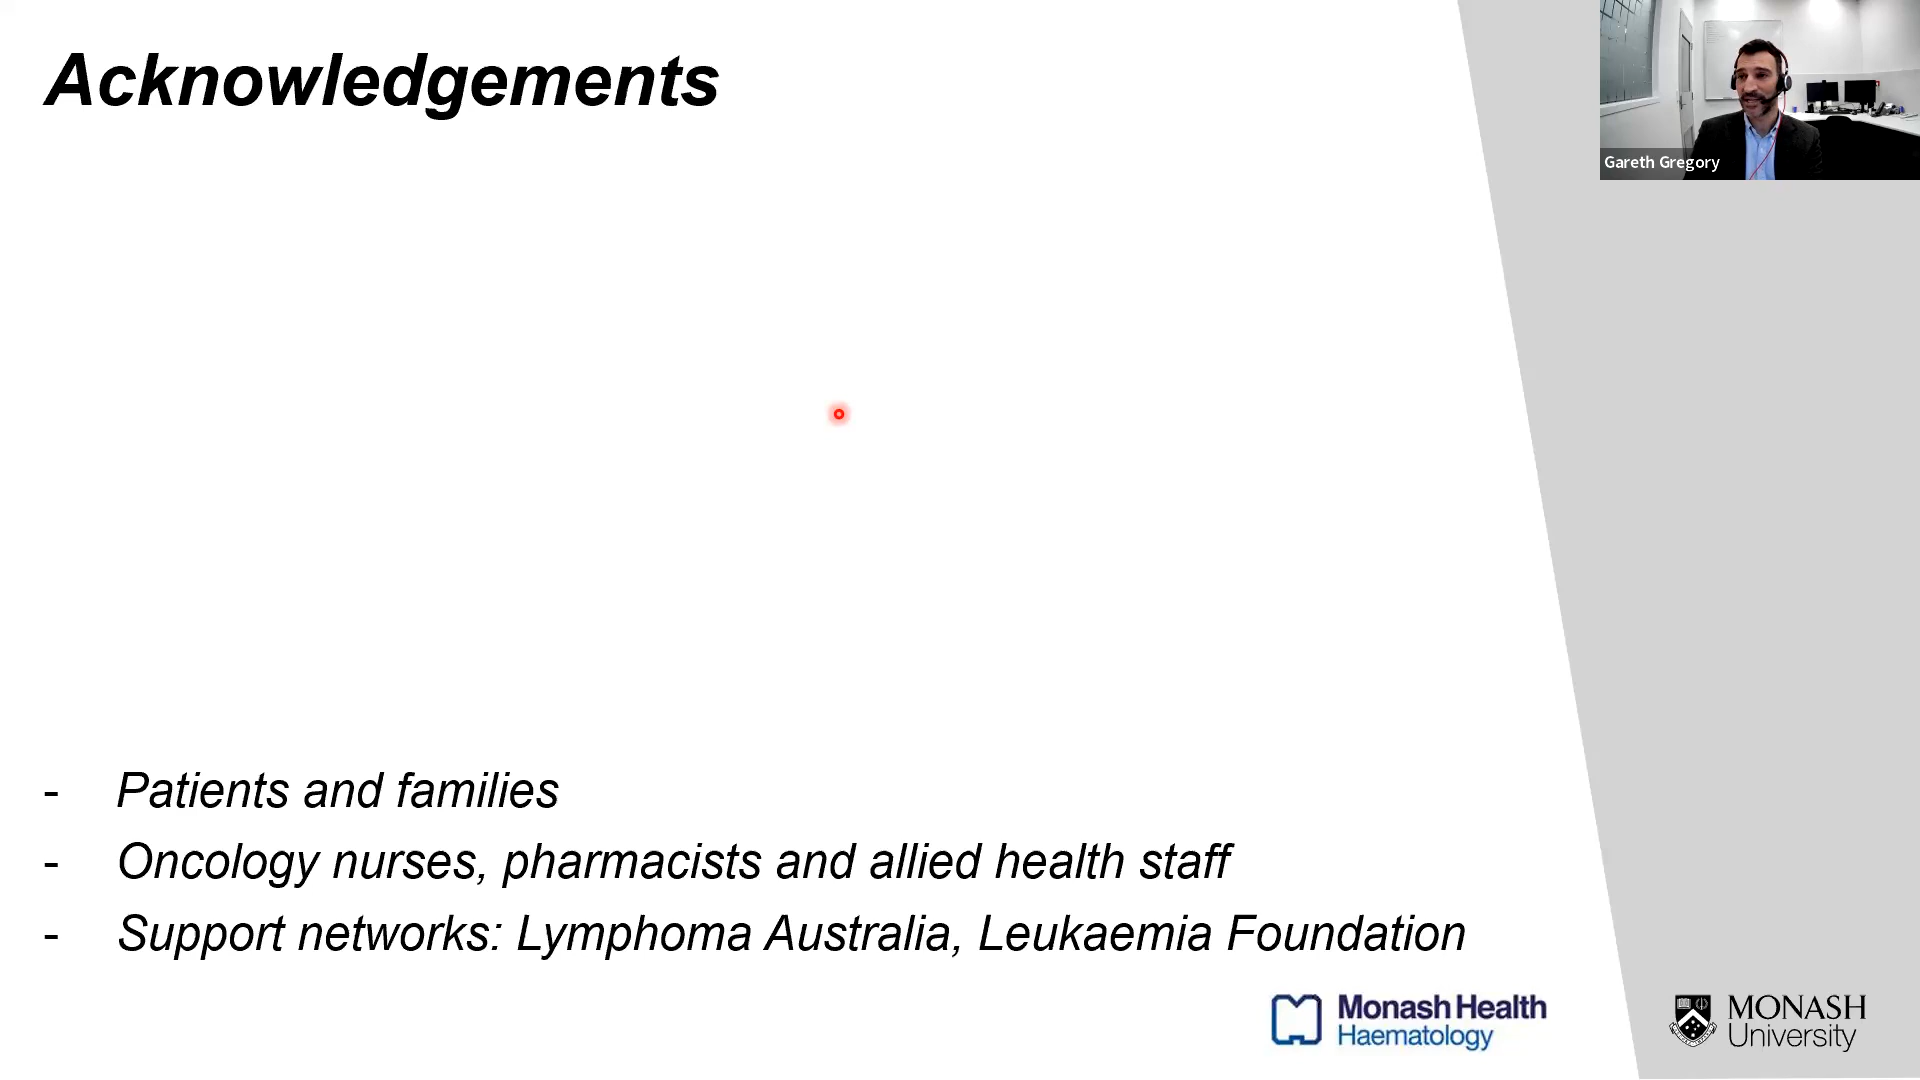 Acknowledgements
Gareth Gregory
- Patients and families
- Oncology nurses, pharmacists and allied health staff
- Support networks: Lymphoma Australia, Leukaemia Foundation
Monash Health
Haematology
MONASH
University